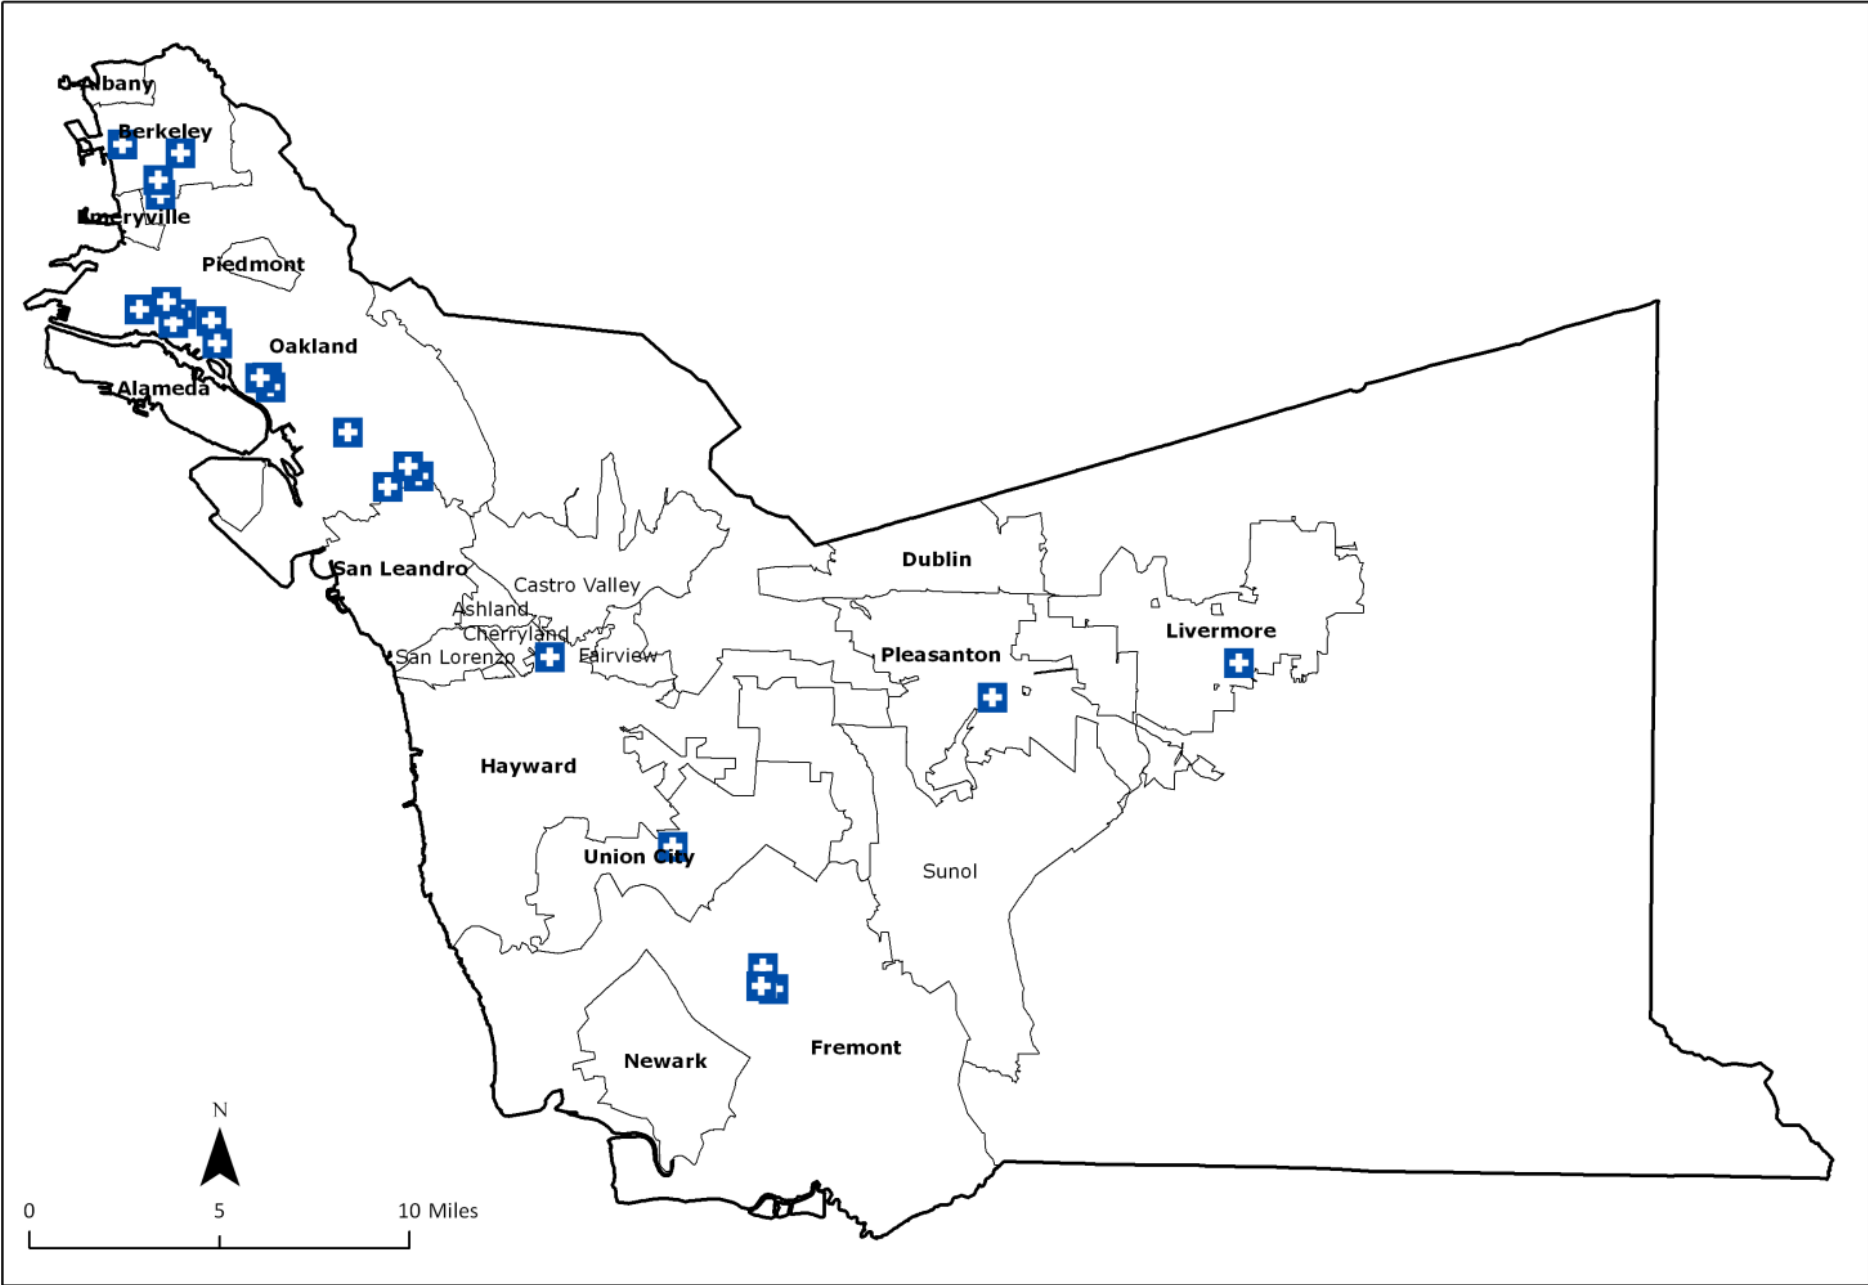 Albany
Berkeley
Emeryville
Piedmont
Oakland
Alameda
San Leandro
Castro Valley
Dublin
Ashland
Cherryland
Livermore
San Lorenzo
Fairview
Pleasanton
Hayward
Union City
Sunol
Fremont
Newark
N
0 5 10 Miles